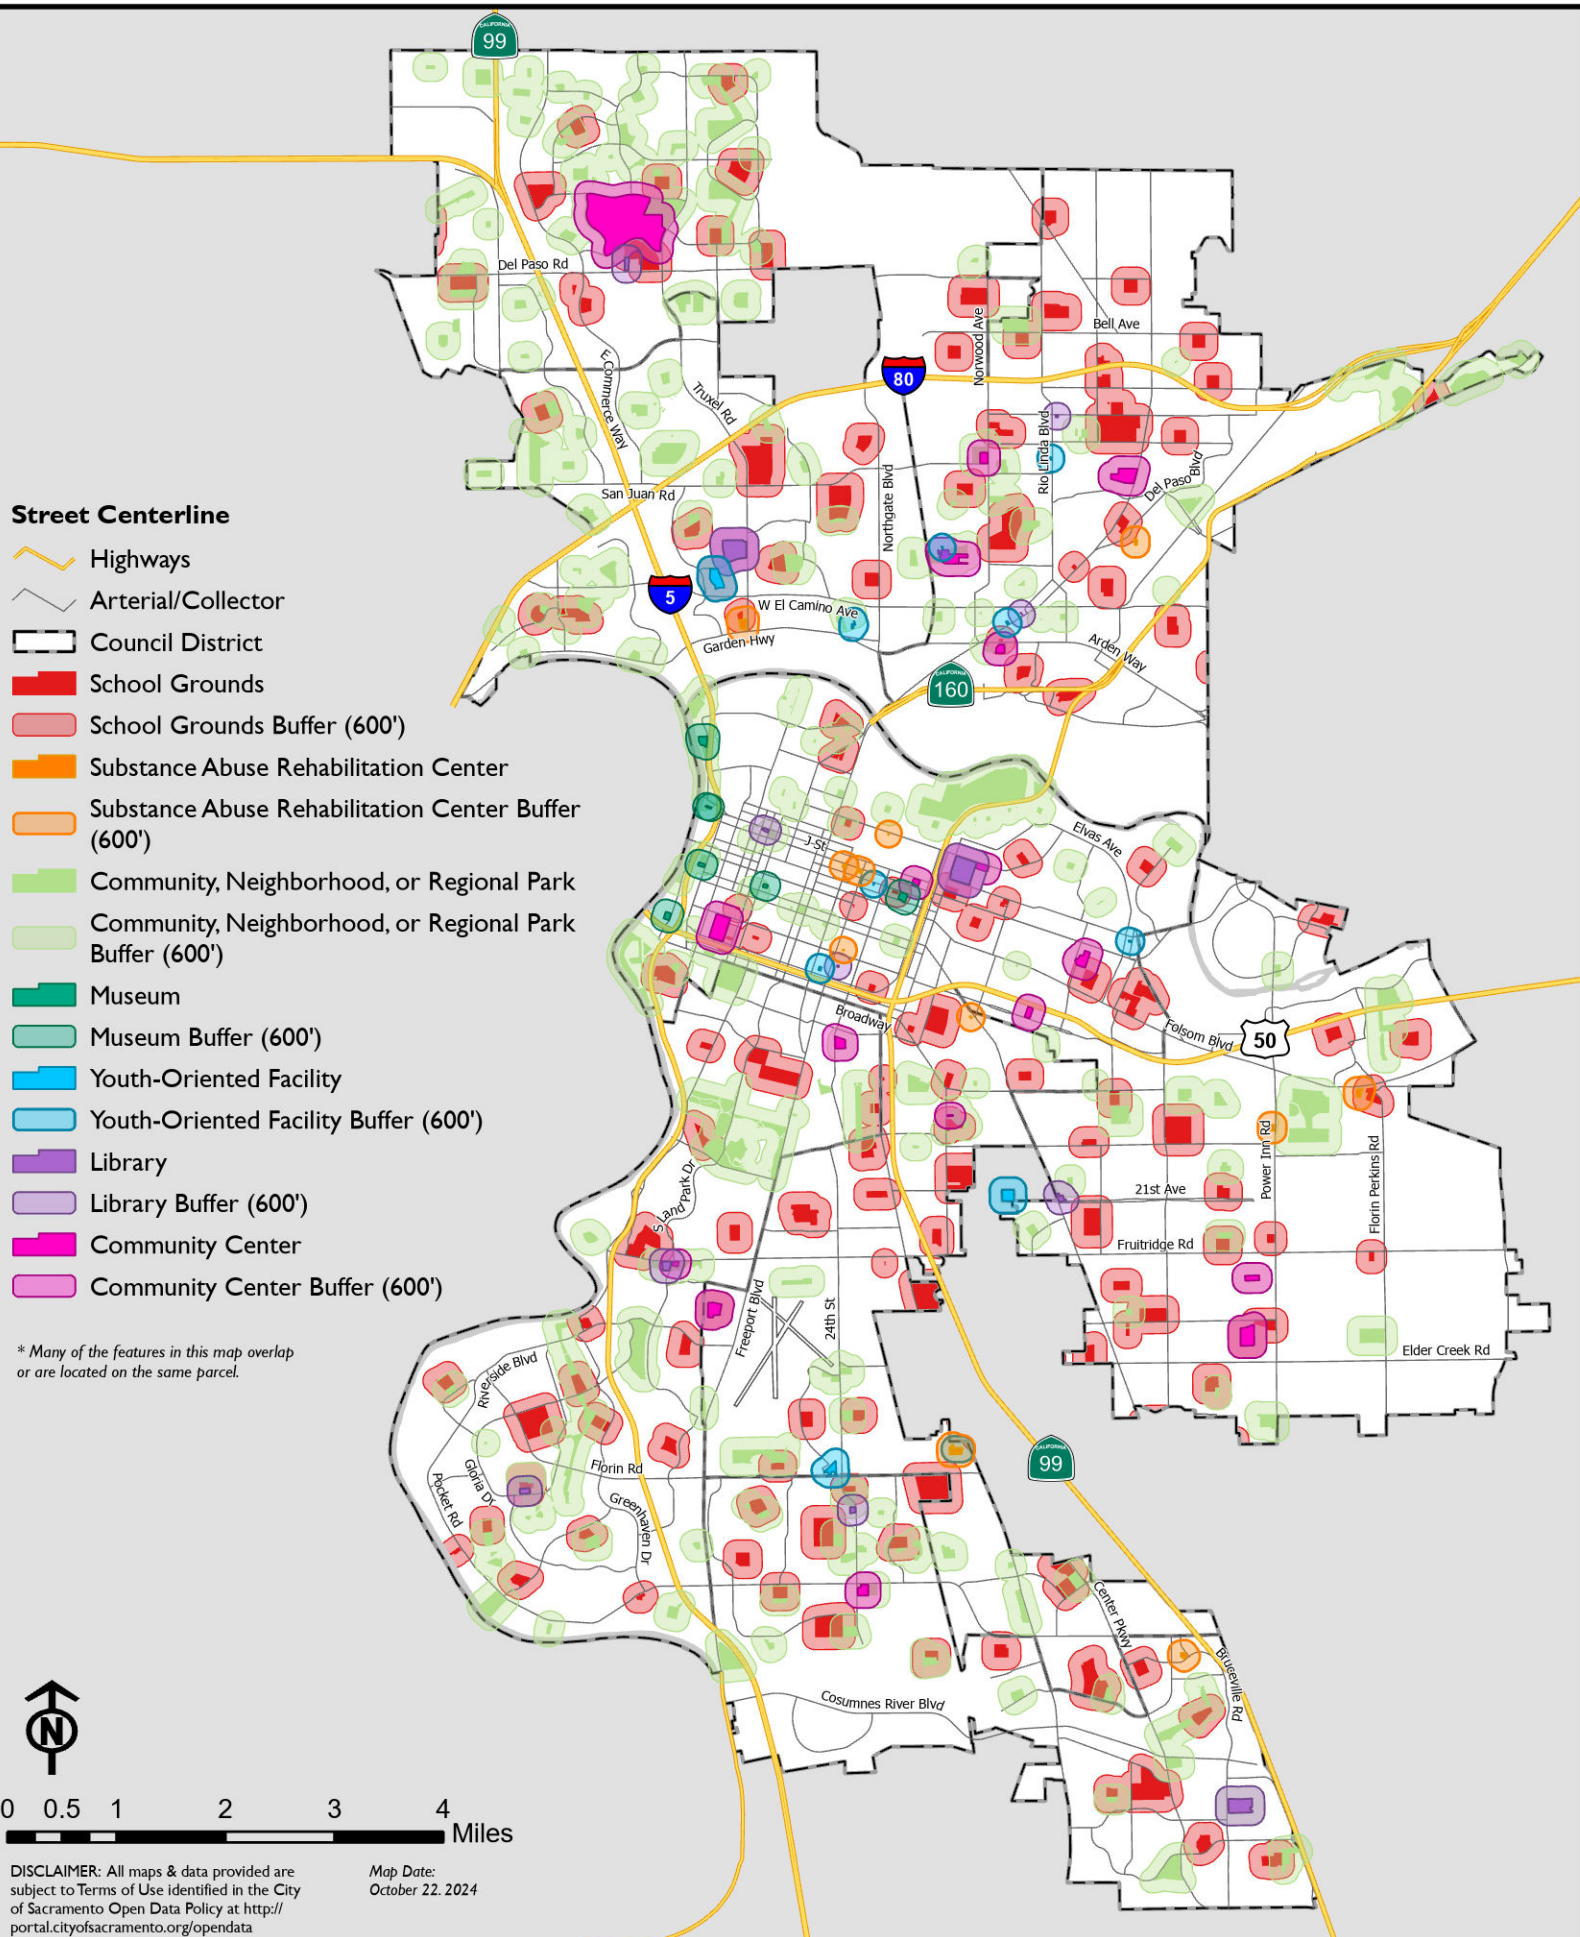 CALIFORNIA
99
Del Paso Rd
Bell Ave
Norwood Ave
E Commerce Way
Truxel Rd
80
Rio Linda Blvd
Del Paso Blvd
Northgate Blvd
San Juan Rd
5
W El Camino Ave
Garden Hwy
Arden Way
CALIFORNIA
160
Street Centerline
Highways
Arterial/Collector
Council District
School Grounds
School Grounds Buffer (600')
Substance Abuse Rehabilitation Center
Substance Abuse Rehabilitation Center Buffer
(600')
Community, Neighborhood, or Regional Park
Community, Neighborhood, or Regional Park
Buffer (600')
Museum
Museum Buffer (600')
Youth-Oriented Facility
Youth-Oriented Facility Buffer (600')
Library
Library Buffer (600')
Community Center
Community Center Buffer (600')
* Many of the features in this map overlap
or are located on the same parcel.
J St
Elvas Ave
Broadway
Folsom Blvd
50
S Land Park Dr
Power Inn Rd
Florin Perkins Rd
21st Ave
Fruitridge Rd
Freeport Blvd
24th St
Elder Creek Rd
Riverside Blvd
Florin Rd
Gloria Dr
Pocket Rd
Greenhaven Dr
CALIFORNIA
99
Center Pkwy
Bruceville Rd
Cosumnes River Blvd
N
0 0.5 1 2 3 4
Miles
DISCLAIMER: All maps & data provided are
subject to Terms of Use identified in the City
of Sacramento Open Data Policy at http://
portal.cityofsacramento.org/opendata
Map Date:
October 22, 2024